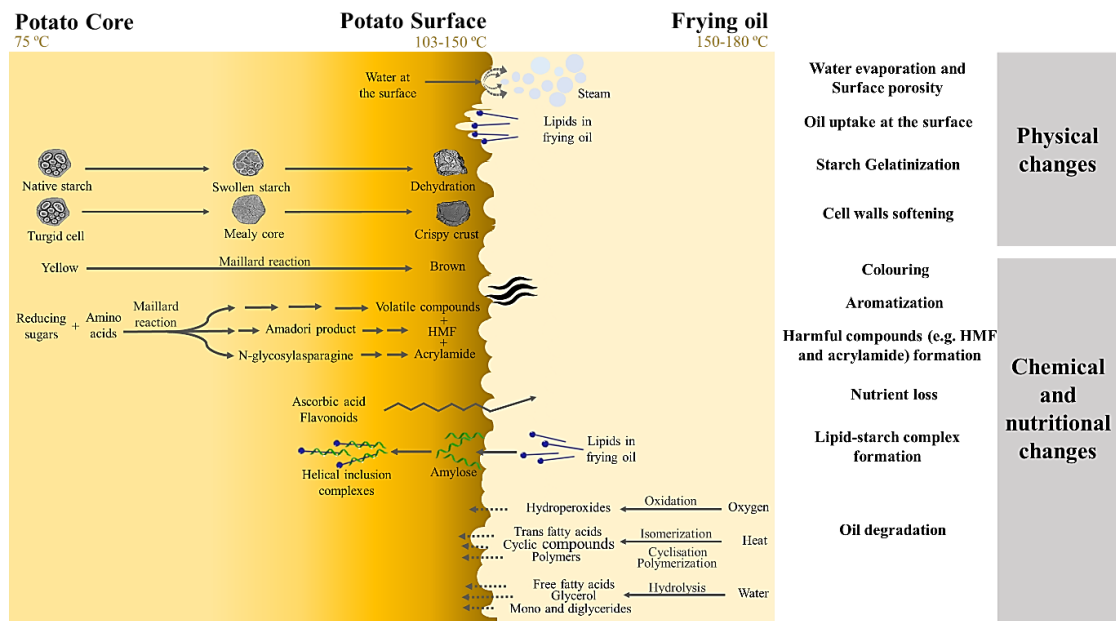 Potato Core
75 ºC
Potato Surface
103-150 ºC
Frying oil
150-180 ºC
Water at
the surface
Steam
Water evaporation and
Surface porosity
Lipids in
frying oil
Oil uptake at the surface
Physical
changes
Native starch
Swollen starch
Dehydration
Starch Gelatinization
Turgid cell
Mealy core
Crispy crust
Cell walls softening
Yellow
Maillard reaction
Brown
Colouring
Reducing
sugars
+
Amino
acids
Maillard
reaction
Volatile compounds
+
Amadori product
HMF
+
N-glycosylasparagine
Acrylamide
Aromatization
Harmful compounds (e.g. HMF
and acrylamide) formation
Chemical
and
nutritional
changes
Ascorbic acid
Flavonoids
Nutrient loss
Helical inclusion
complexes
Amylose
Lipids in
frying oil
Lipid-starch complex
formation
Hydroperoxides
Oxidation
Oxygen
Trans fatty acids
Cyclic compounds
Polymers
Isomerization
Cyclisation
Polymerization
Heat
Oil degradation
Free fatty acids
Glycerol
Mono and diglycerides
Hydrolysis
Water